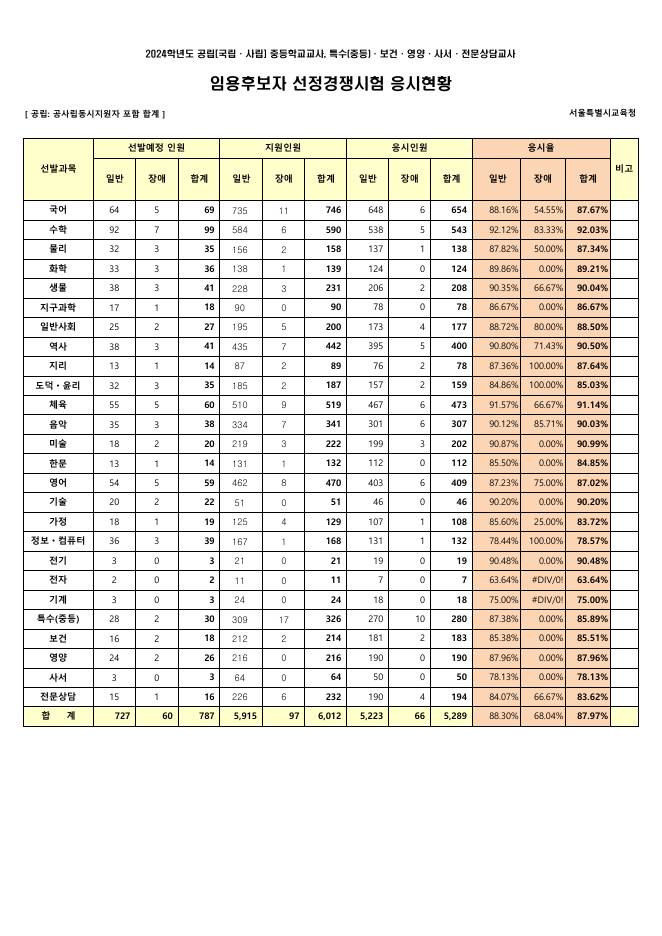 2024학년도 공립(국립ㆍ사립) 중등학교교사, 특수(중등)ㆍ보건ㆍ영양ㆍ사서ㆍ전문상담교사
임용후보자 선정경쟁시험 응시현황
[ 공립: 공사립동시지원자 포함 합계 ] 서울특별시교육청
선발과목 선발예정 인원 지원인원 응시인원 응시율 비고
일반 장애 합계 일반 장애 합계 일반 장애 합계 일반 장애 합계
국어 64 5 69 735 11 746 648 6 654 88.16% 54.55% 87.67%
수학 92 7 99 584 6 590 538 5 543 92.12% 83.33% 92.03%
물리 32 3 35 156 2 158 137 1 138 87.82% 50.00% 87.34%
화학 33 3 36 138 1 139 124 0 124 89.86% 0.00% 89.21%
생물 38 3 41 228 3 231 206 2 208 90.35% 66.67% 90.04%
지구과학 17 1 18 90 0 90 78 0 78 86.67% 0.00% 86.67%
일반사회 25 2 27 195 5 200 173 4 177 88.72% 80.00% 88.50%
역사 38 3 41 435 7 442 395 5 400 90.80% 71.43% 90.50%
지리 13 1 14 87 2 89 76 2 78 87.36% 100.00% 87.64%
도덕・윤리 32 3 35 185 2 187 157 2 159 84.86% 100.00% 85.03%
체육 55 5 60 510 9 519 467 6 473 91.57% 66.67% 91.14%
음악 35 3 38 334 7 341 301 6 307 90.12% 85.71% 90.03%
미술 18 2 20 219 3 222 199 3 202 90.87% 0.00% 90.99%
한문 13 1 14 131 1 132 112 0 112 85.50% 0.00% 84.85%
영어 54 5 59 462 8 470 403 6 409 87.23% 75.00% 87.02%
기술 20 2 22 51 0 51 46 0 46 90.20% 0.00% 90.20%
가정 18 1 19 125 4 129 107 1 108 85.60% 25.00% 83.72%
정보・컴퓨터 36 3 39 167 1 168 131 1 132 78.44% 100.00% 78.57%
전기 3 0 3 21 0 21 19 0 19 90.48% 0.00% 90.48%
전자 2 0 2 11 0 11 7 0 7 63.64% #DIV/0! 63.64%
기계 3 0 3 24 0 24 18 0 18 75.00% #DIV/0! 75.00%
특수(중등) 28 2 30 309 17 326 270 10 280 87.38% 0.00% 85.89%
보건 16 2 18 212 2 214 181 2 183 85.38% 0.00% 85.51%
영양 24 2 26 216 0 216 190 0 190 87.96% 0.00% 87.96%
사서 3 0 3 64 0 64 50 0 50 78.13% 0.00% 78.13%
전문상담 15 1 16 226 6 232 190 4 194 84.07% 66.67% 83.62%
합 계 727 60 787 5,915 97 6,012 5,223 66 5,289 88.30% 68.04% 87.97%